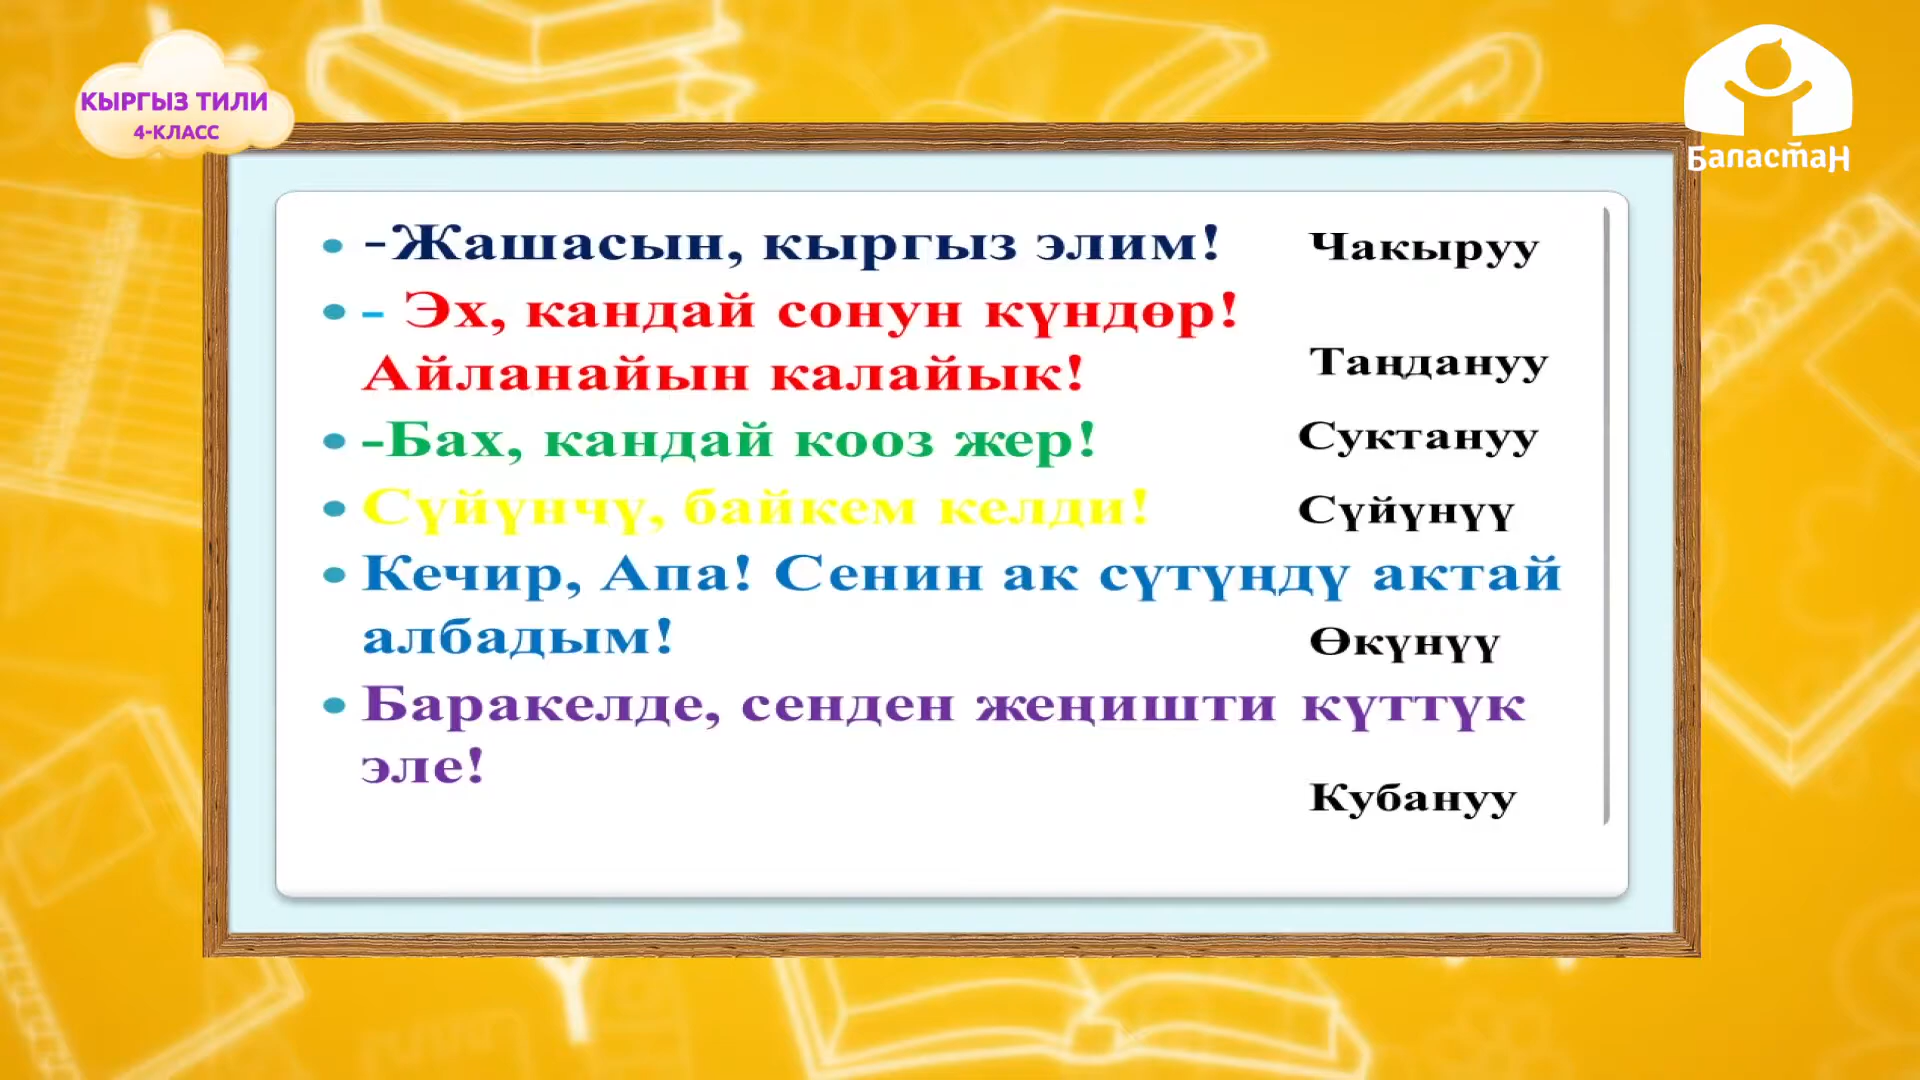 КЫРГЫЗ ТИЛИ
4-КЛАСС
Баластан
-Жашасын, кыргыз элим! Чакыруу
- Эх, кандай сонун күндөр!
Айланайын калайык! Таңдануу
-Бах, кандай кооз жер! Суктануу
Сүйүнчү, байкем келди! Сүйүнүү
Кечир, Апа! Сенин ак сүтүңдү актай
албадым! Өкүнүү
Баракелде, сенден жеңишти күттүк
эле!
Кубануу